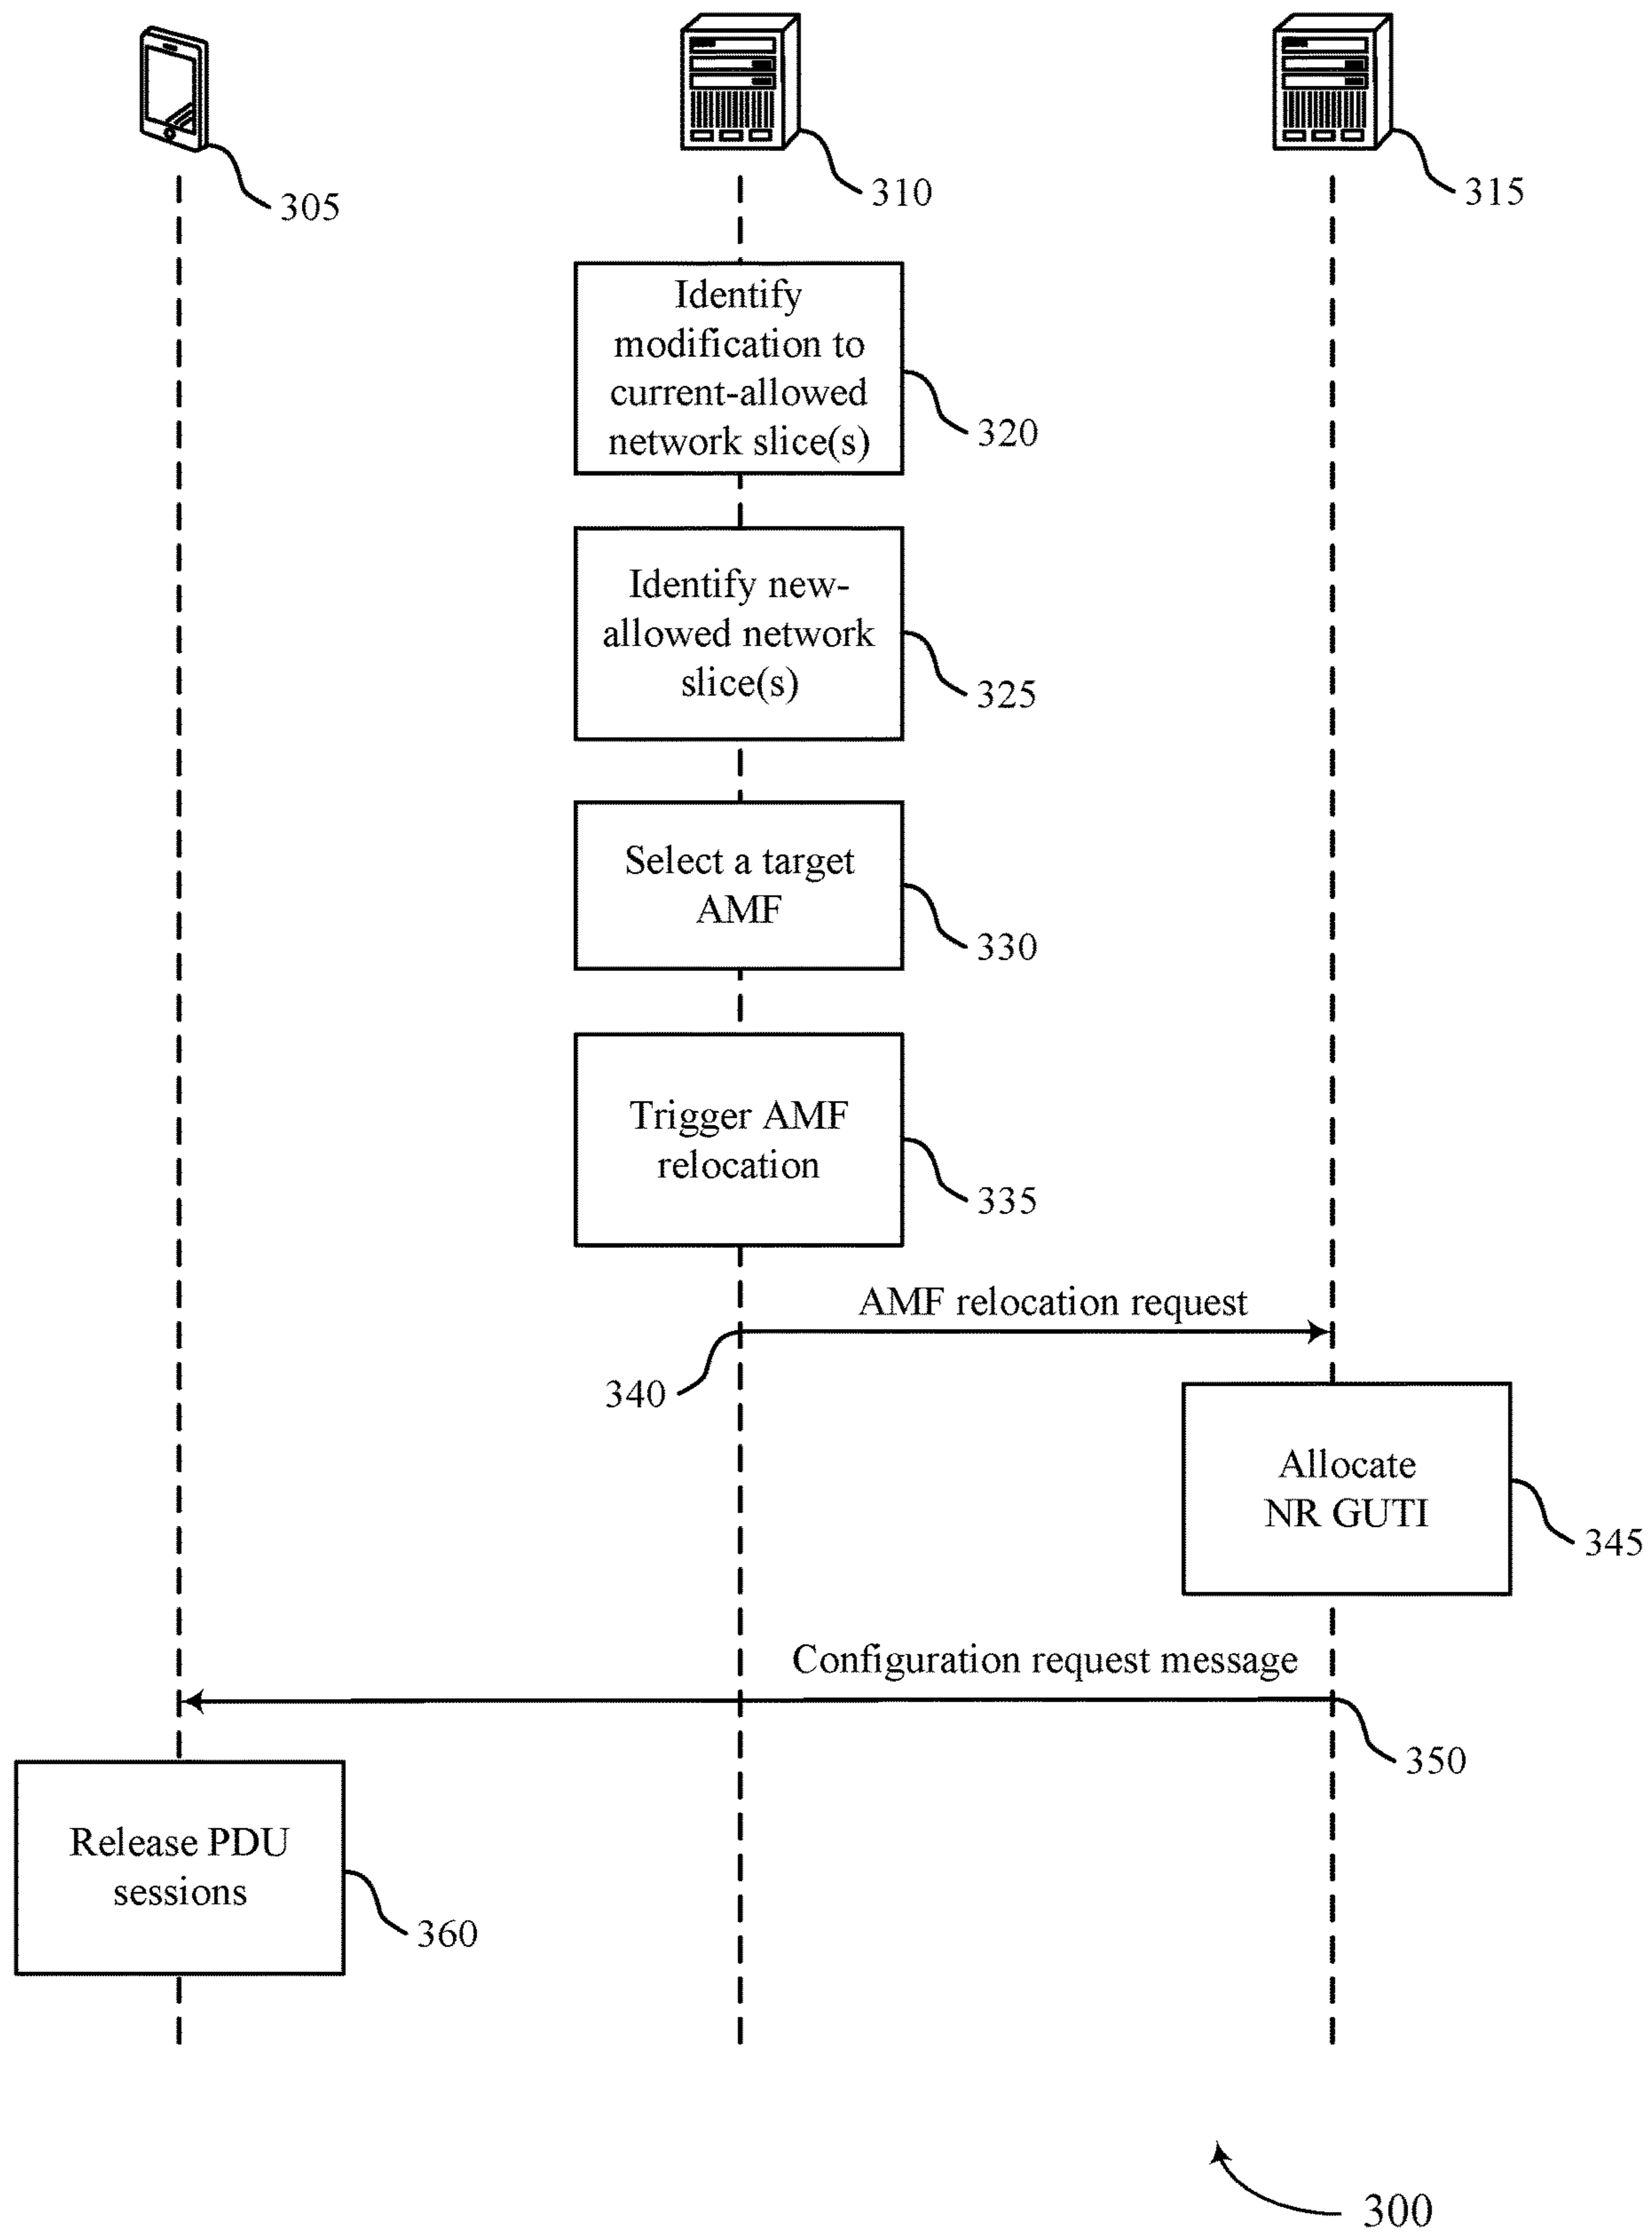 305
310
315
Identify
modification to
current-allowed
network slice(s)
320
Identify new-
allowed network
slice(s)
325
Select a target
AMF
330
Trigger AMF
relocation
335
AMF relocation request
340
Allocate
NR GUTI
345
Configuration request message
350
Release PDU
sessions
360
300